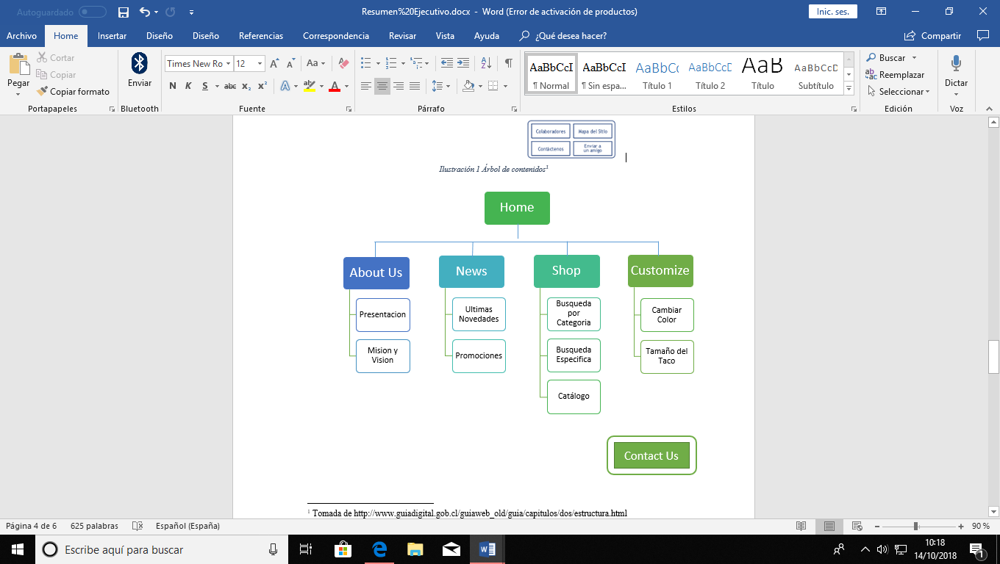 Autoguardado
Resumen%20Ejecutivo.docx - Word (Error de activación de productos)
Inic. ses.
Archivo Home Insertar Diseño Diseño Referencias Correspondencia Revisar Vista Ayuda ¿Qué desea hacer? Compartir
Pegar
Cortar
Copiar
Copiar formato
Portapapeles
Enviar
Bluetooth
Times New Ro 12
Aa
N K S abc x₂ x²
Fuente
Párrafo
AaBbCcI AaBbCcI AaBbCc AaBbCcD AaB AaBbCcD
¶ Normal ¶ Sin espa... Título 1 Título 2 Título Subtítulo
Estilos
Buscar
Reemplazar
Seleccionar
Edición
Dictar
Voz
Colaboradores Mapa del Sitio
Contáctenos Enviar a
un amigo
Ilustración 1 Árbol de contenidos¹
Home
About Us News Shop Customize
Presentacion
Mision y
Vision
Ultimas
Novedades
Promociones
Busqueda
por
Categoria
Busqueda
Especifica
Catálogo
Cambiar
Color
Tamaño del
Taco
Contact Us
¹ Tomada de http://www.guiadigital.gob.cl/guiaweb_old/guia/capitulos/dos/estructura.html
Página 4 de 6 625 palabras Español (España) 90 %
Escribe aquí para buscar
10:18
14/10/2018
1